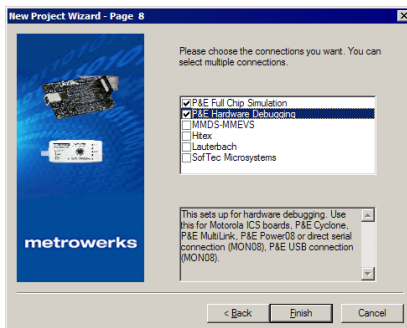 New Project Wizard - Page 8
Please choose the connections you want. You can
select multiple connections.
P&E Full Chip Simulation
P&E Hardware Debugging
MMDS-MMEVS
Hitex
Lauterbach
SofTec Microsystems
This sets up for hardware debugging. Use
this for Motorola ICS boards, P&E Cyclone,
P&E MultiLink, P&E Power08 or direct serial
connection (MON08), P&E USB connection
(MON08).
metrowerks
< Back
Finish
Cancel